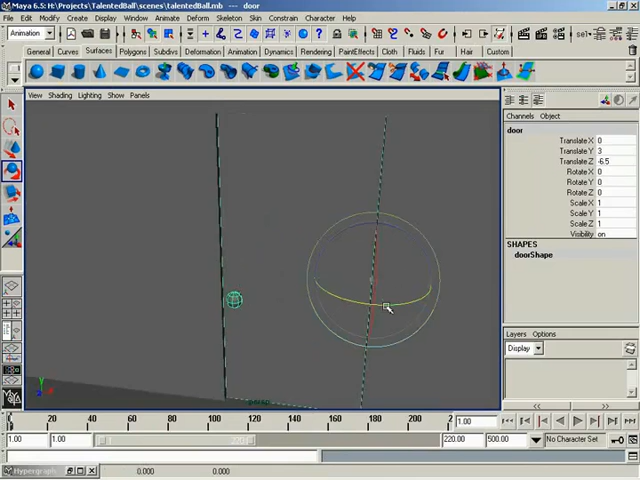 Maya 6.5: H:\Projects\TalentedBall\scenes\talentedBall.mb --- door
File Edit Modify Create Display Window Animate Deform Skeleton Skin Constrain Character Help
Animation
sel
General Curves Surfaces Polygons Subdivs Deformation Animation Dynamics Rendering PaintEffects Cloth Fluids Fur Hair Custom
View Shading Lighting Show Panels
Channels Object
door
Translate X 0
Translate Y 3
Translate Z -6.5
Rotate X 0
Rotate Y 0
Rotate Z 0
Scale X 1
Scale Y 1
Scale Z 1
Visibility on
SHAPES
doorShape
Layers Options
Display
persp
20 40 60 80 100 120 140 160 180 200 220
1.00
1.00 1.00 220 220.00 500.00 No Character Set
Hypergraph 0.000 0.000